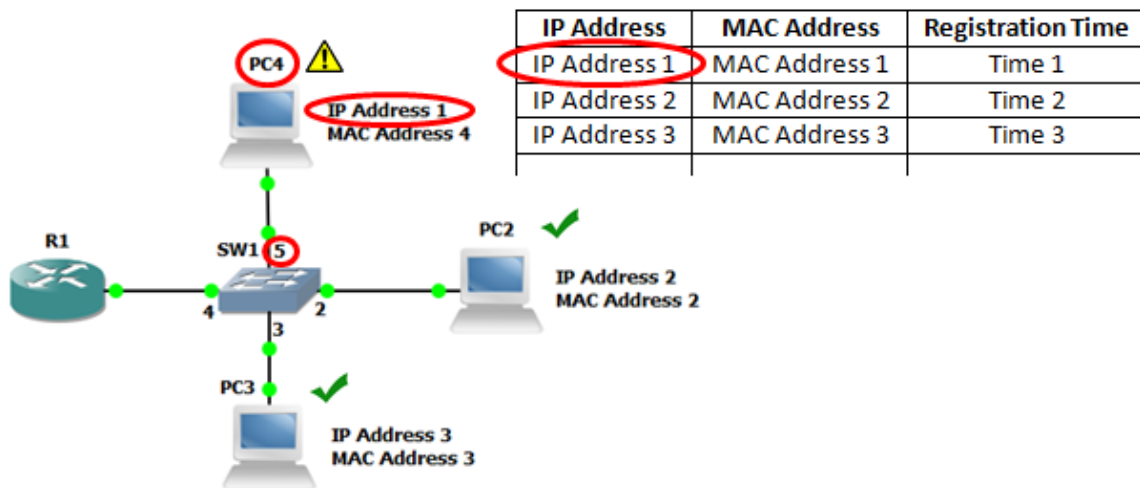 IP Address MAC Address Registration Time
IP Address 1 MAC Address 1 Time 1
IP Address 2 MAC Address 2 Time 2
IP Address 3 MAC Address 3 Time 3
PC4
IP Address 1
MAC Address 4
R1
SW1 5
4
2
3
PC2
IP Address 2
MAC Address 2
PC3
IP Address 3
MAC Address 3